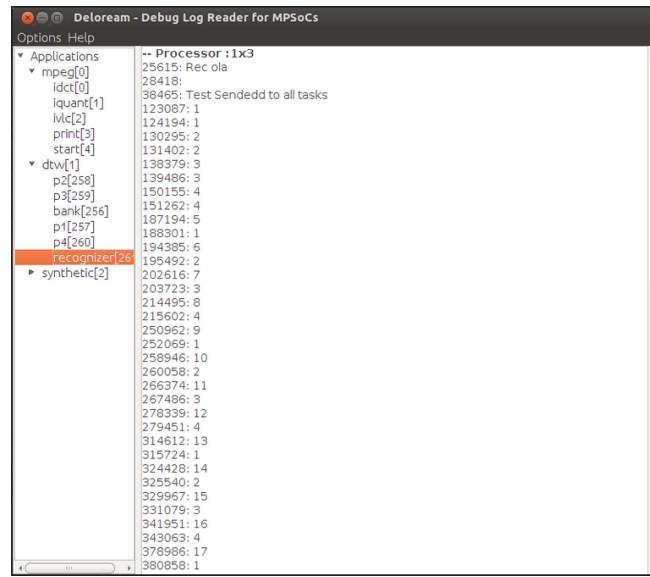 Deloream - Debug Log Reader for MPSoCs
Options Help
Applications
mpeg[0]
idct[0]
iquant[1]
ivlc[2]
print[3]
start[4]
dtw[1]
p2[258]
p3[259]
bank[256]
p1[257]
p4[260]
recognizer[26
synthetic[2]
-- Processor :1x3
25615: Rec ola
28418:
38465: Test Sendedd to all tasks
123087: 1
124194: 1
130295: 2
131402: 2
138379: 3
139486: 3
150155: 4
151262: 4
187194: 5
188301: 1
194385: 6
195492: 2
202616: 7
203723: 3
214495: 8
215602: 4
250962: 9
252069: 1
258946: 10
260058: 2
266374: 11
267486: 3
278339: 12
279451: 4
314612: 13
315724: 1
324428: 14
325540: 2
329967: 15
331079: 3
341951: 16
343063: 4
378986: 17
380858: 1